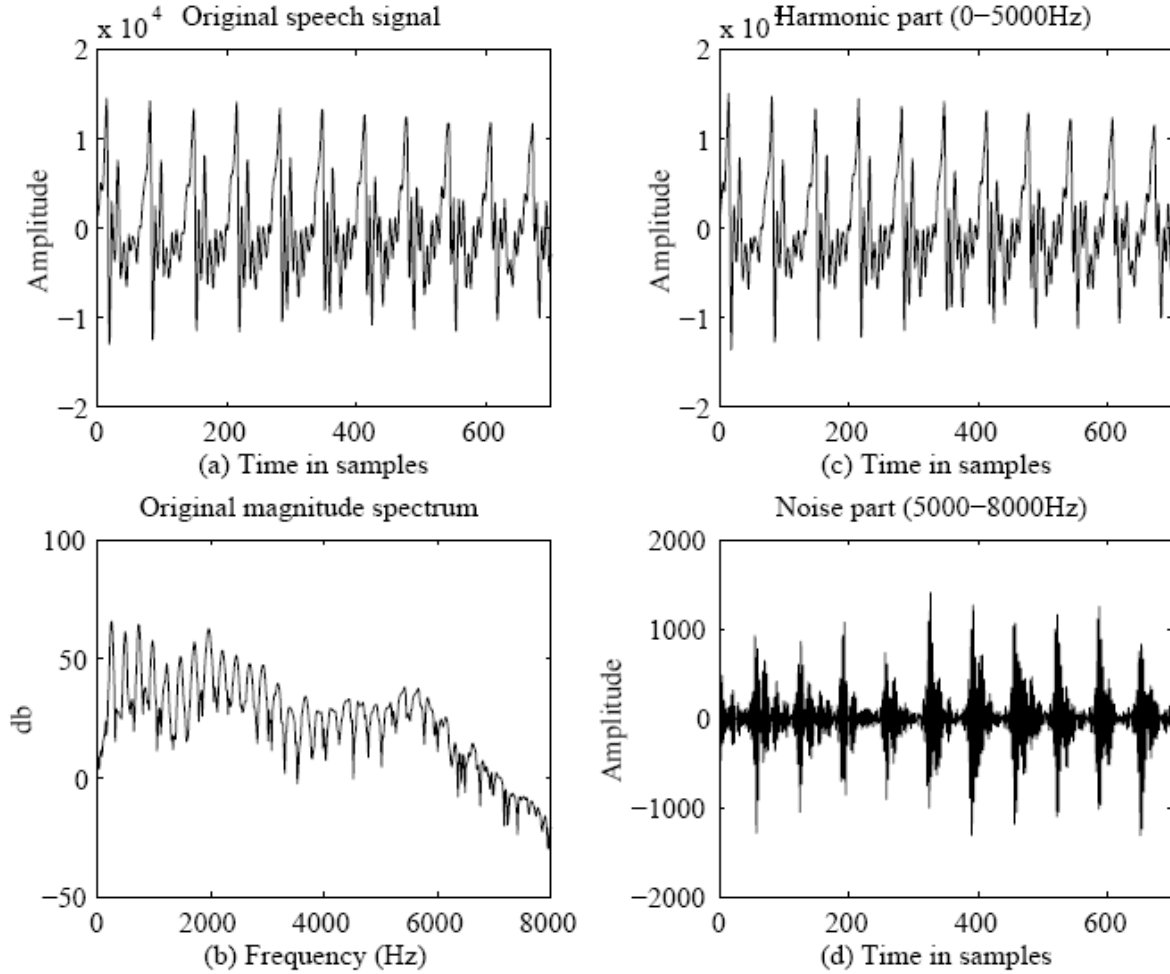 Original speech signal
x 10^4
Amplitude
2
1
0
−1
−2
0
200
400
600
(a) Time in samples
Harmonic part (0−5000Hz)
x 10
Amplitude
2
1
0
−1
−2
0
200
400
600
(c) Time in samples
Original magnitude spectrum
db
100
50
0
−50
0
2000
4000
6000
8000
(b) Frequency (Hz)
Noise part (5000−8000Hz)
Amplitude
2000
1000
0
−1000
−2000
0
200
400
600
(d) Time in samples